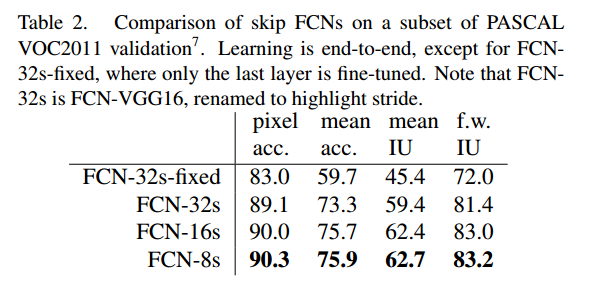 Table 2. Comparison of skip FCNs on a subset of PASCAL
VOC2011 validation7. Learning is end-to-end, except for FCN-
32s-fixed, where only the last layer is fine-tuned. Note that FCN-
32s is FCN-VGG16, renamed to highlight stride.
pixel mean mean f.w.
acc. acc. IU IU
FCN-32s-fixed 83.0 59.7 45.4 72.0
FCN-32s 89.1 73.3 59.4 81.4
FCN-16s 90.0 75.7 62.4 83.0
FCN-8s 90.3 75.9 62.7 83.2